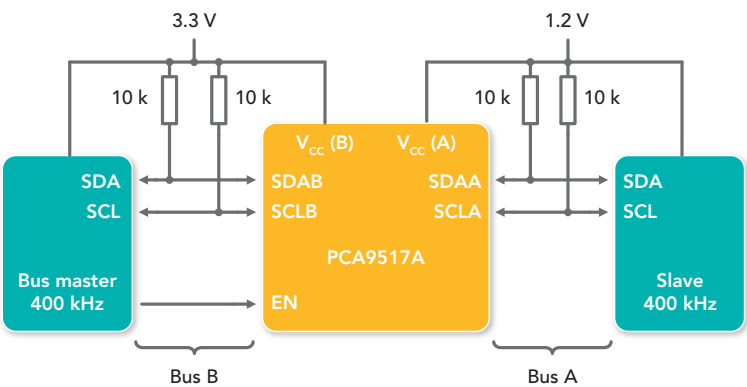 3.3 V
1.2 V
10 k
10 k
10 k
10 k
VCC (B)
VCC (A)
SDA
SDAB
SDAA
SDA
SCL
SCLB
SCLA
SCL
PCA9517A
Bus master
400 kHz
EN
Slave
400 kHz
Bus B
Bus A